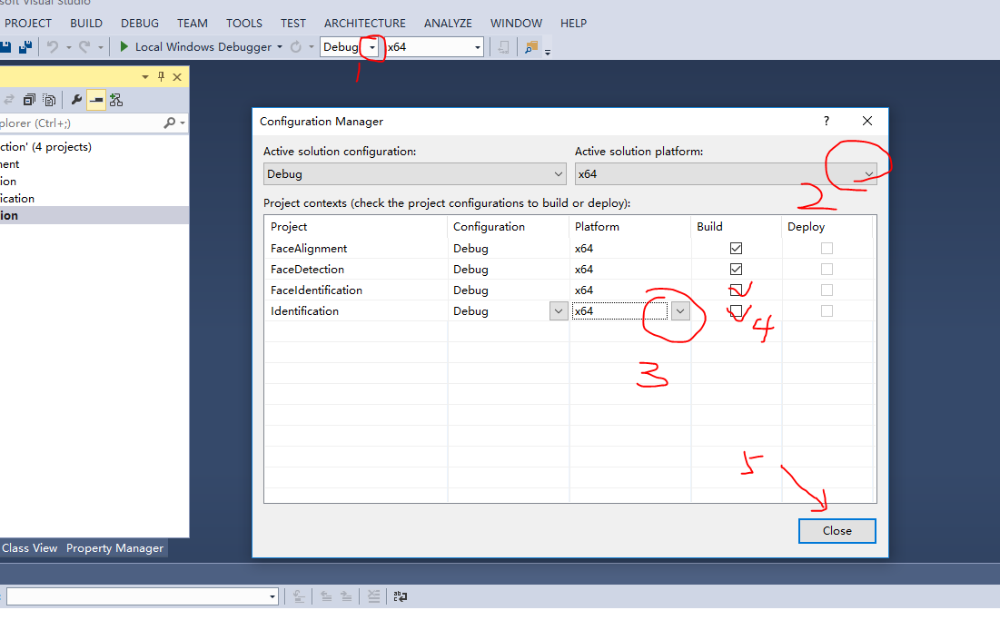 soft Visual Studio
PROJECT BUILD DEBUG TEAM TOOLS TEST ARCHITECTURE ANALYZE WINDOW HELP
Local Windows Debugger Debug x64
1
plorer (Ctrl+;)
ction' (4 projects)
ment
ion
ication
ion
Configuration Manager ?
Active solution configuration: Active solution platform:
Debug x64
2
Project contexts (check the project configurations to build or deploy):
Project Configuration Platform Build Deploy
FaceAlignment Debug x64
FaceDetection Debug x64
FaceIdentification Debug x64
Identification Debug x64
4
3
5
Close
Class View Property Manager